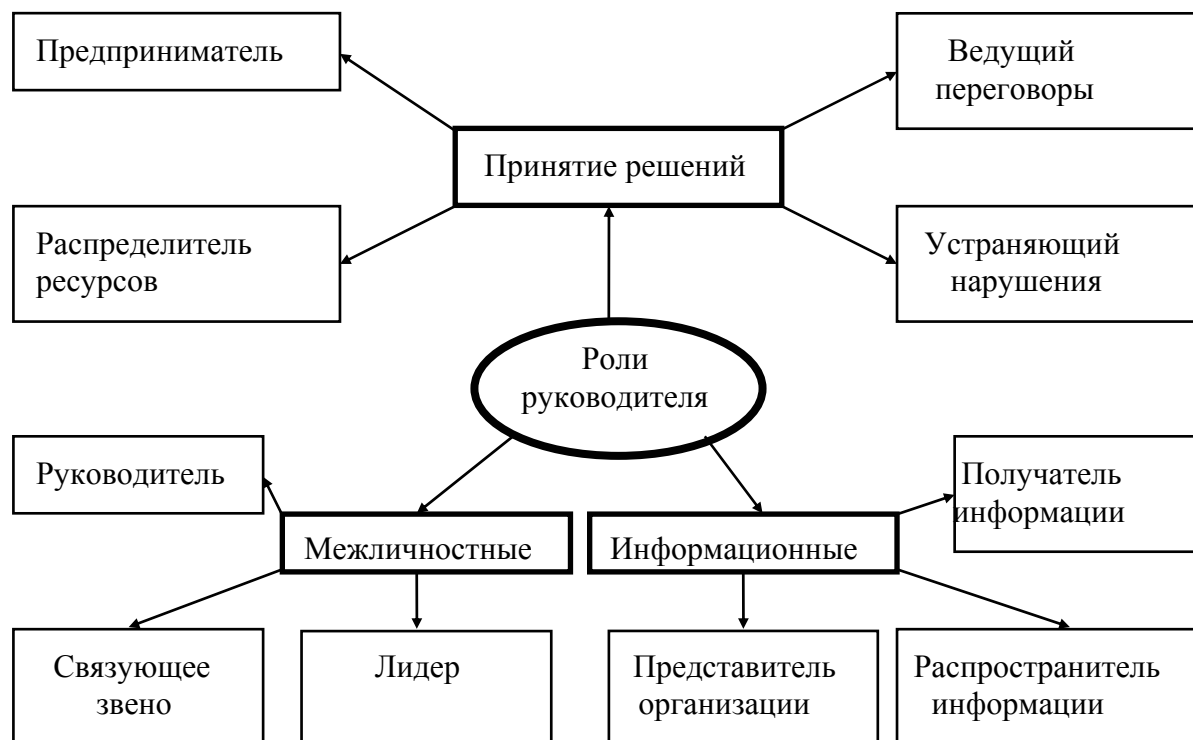 Предприниматель
Ведущий
переговоры
Принятие решений
Распределитель
ресурсов
Устраняющий
нарушения
Роли
руководителя
Руководитель
Получатель
информации
Межличностные
Информационные
Связующее
звено
Лидер
Представитель
организации
Распространитель
информации